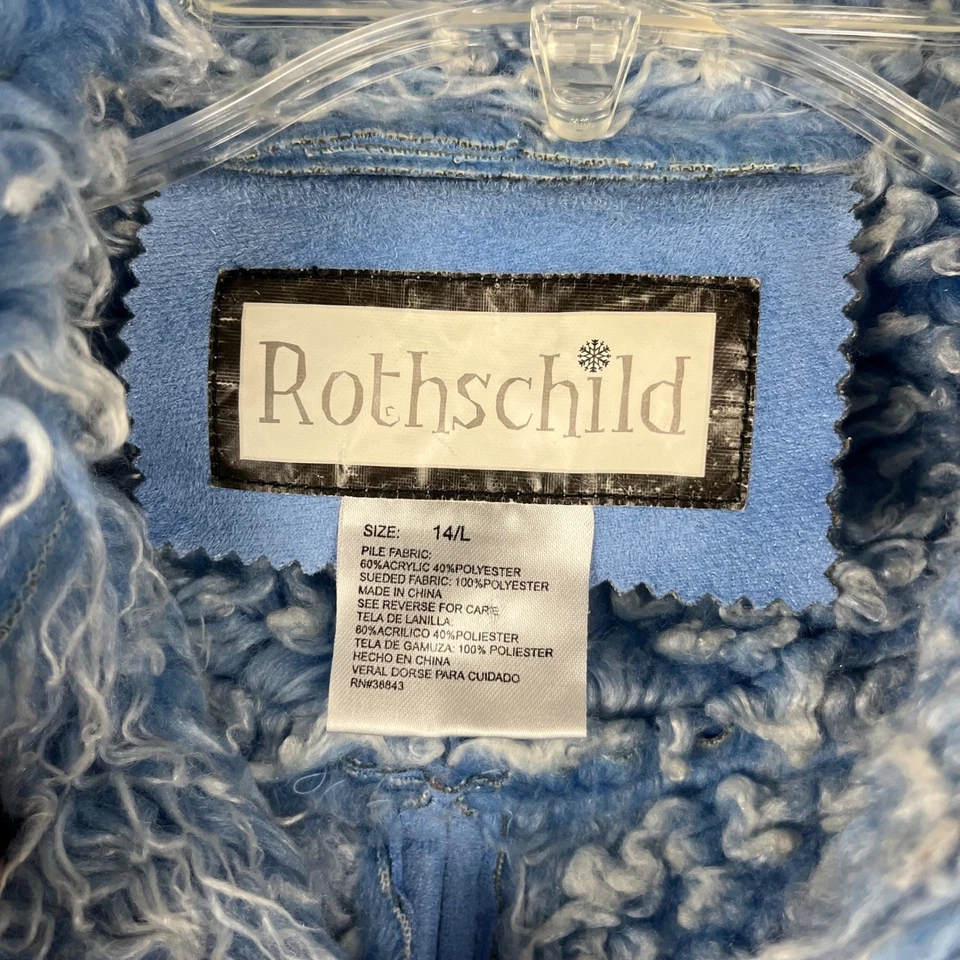 Rothschild
SIZE: 14/L
PILE FABRIC:
60%ACRYLIC 40%POLYESTER
SUEDED FABRIC: 100%POLYESTER
MADE IN CHINA
SEE REVERSE FOR CARE
TELA DE LANILLA:
60%ACRILICO 40%POLIESTER
TELA DE GAMUZA: 100% POLIESTER
HECHO EN CHINA
VERAL DORSE PARA CUIDADO
RN#38843